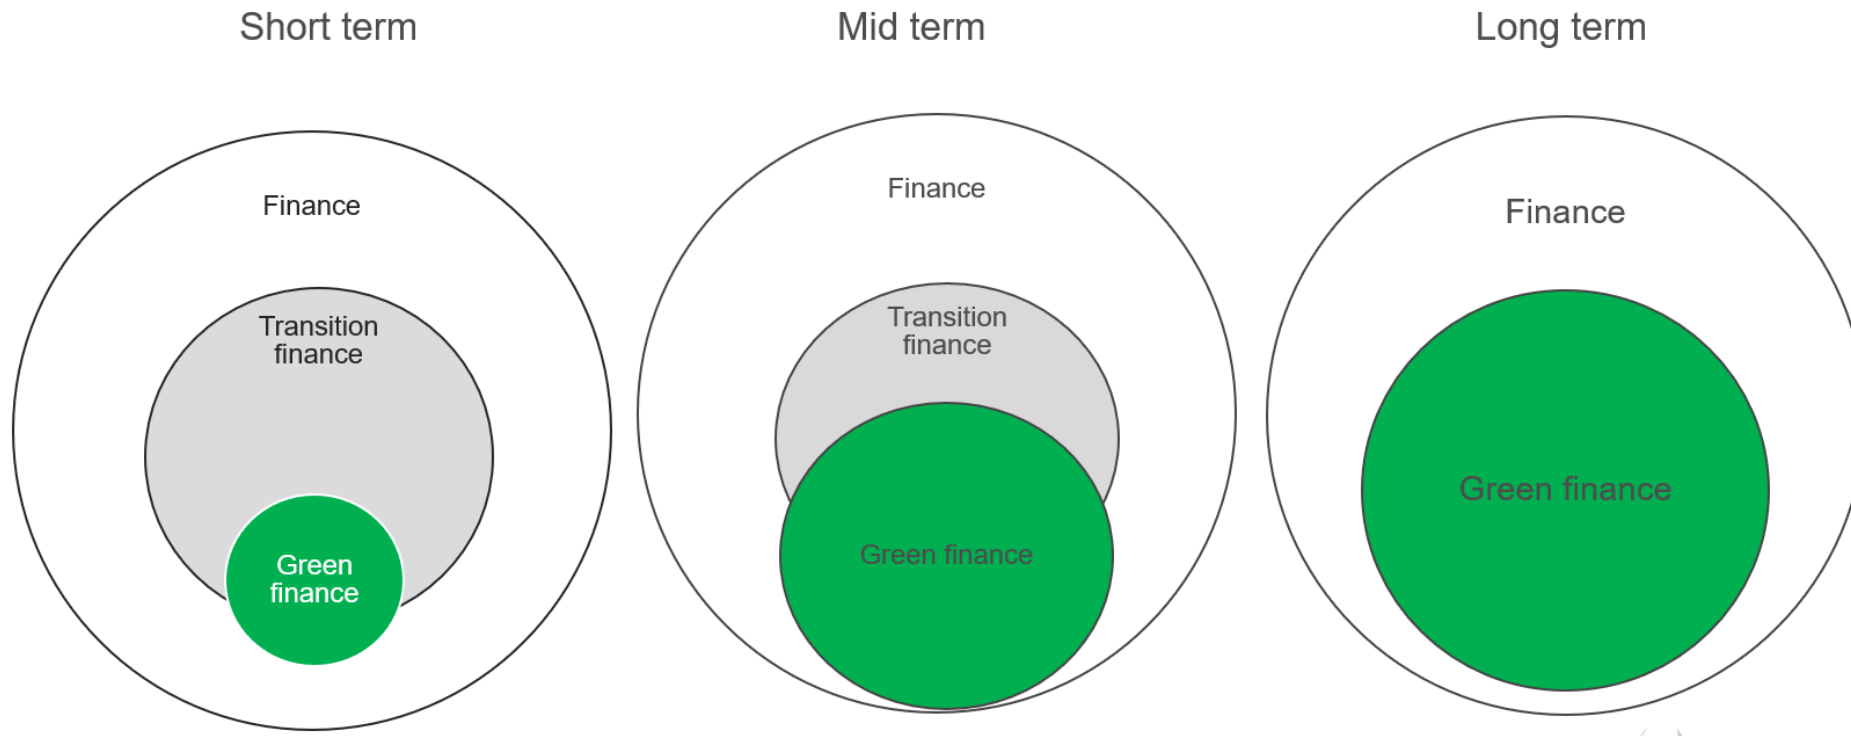 Short term
Mid term
Long term
Finance
Transition
finance
Green
finance
Finance
Transition
finance
Green finance
Finance
Green finance